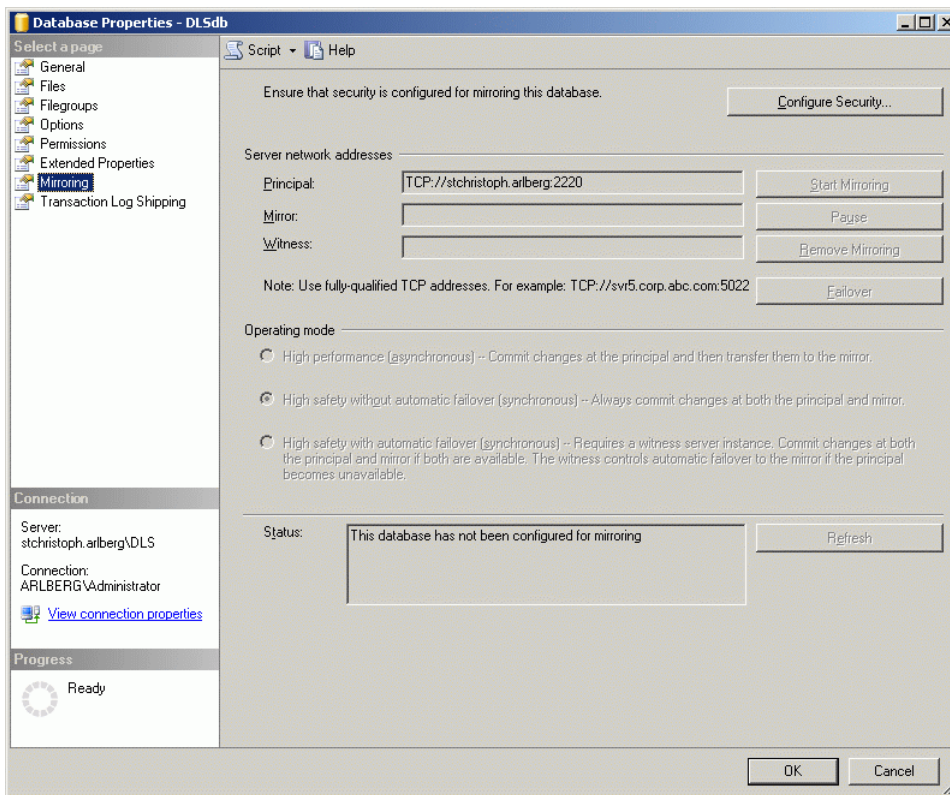 Database Properties - DLSdb
Select a page
General
Files
Filegroups
Options
Permissions
Extended Properties
Mirroring
Transaction Log Shipping
Script
Help
Ensure that security is configured for mirroring this database.
Configure Security...
Server network addresses
Principal:
TCP://stchristoph.arlberg:2220
Start Mirroring
Mirror:
Pause
Witness:
Remove Mirroring
Note: Use fully-qualified TCP addresses. For example: TCP://svr5.corp.abc.com:5022
Failover
Operating mode
High performance (asynchronous) -- Commit changes at the principal and then transfer them to the mirror.
High safety without automatic failover (synchronous) -- Always commit changes at both the principal and mirror.
High safety with automatic failover (synchronous) -- Requires a witness server instance. Commit changes at both
the principal and mirror if both are available. The witness controls automatic failover to the mirror if the principal
becomes unavailable.
Status:
This database has not been configured for mirroring
Refresh
Connection
Server:
stchristoph.arlberg\DLS
Connection:
ARLBERG\Administrator
View connection properties
Progress
Ready
OK
Cancel